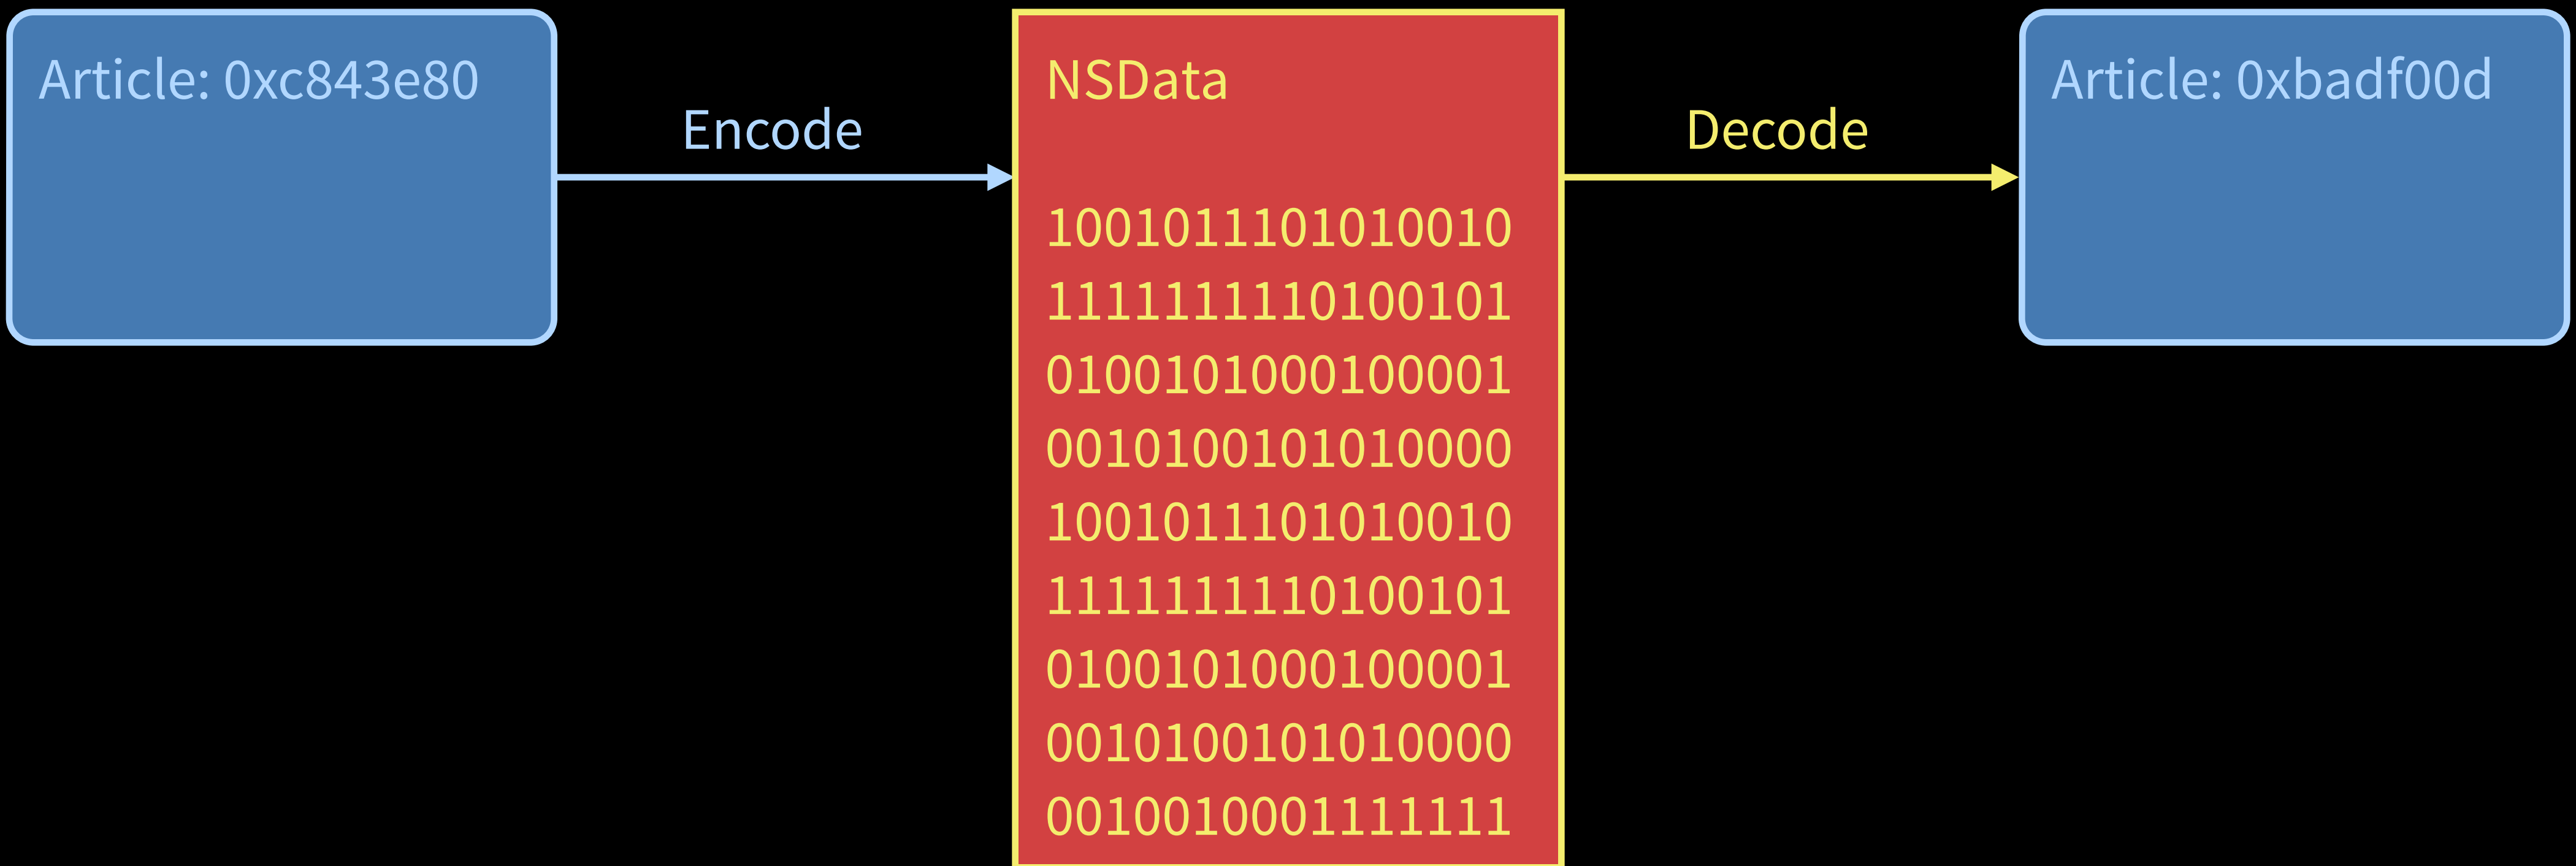 Article: 0xc843e80
Encode
NSData
1001011101010010
1111111110100101
0100101000100001
0010100101010000
1001011101010010
1111111110100101
0100101000100001
0010100101010000
0010010001111111
Decode
Article: 0xbadf00d